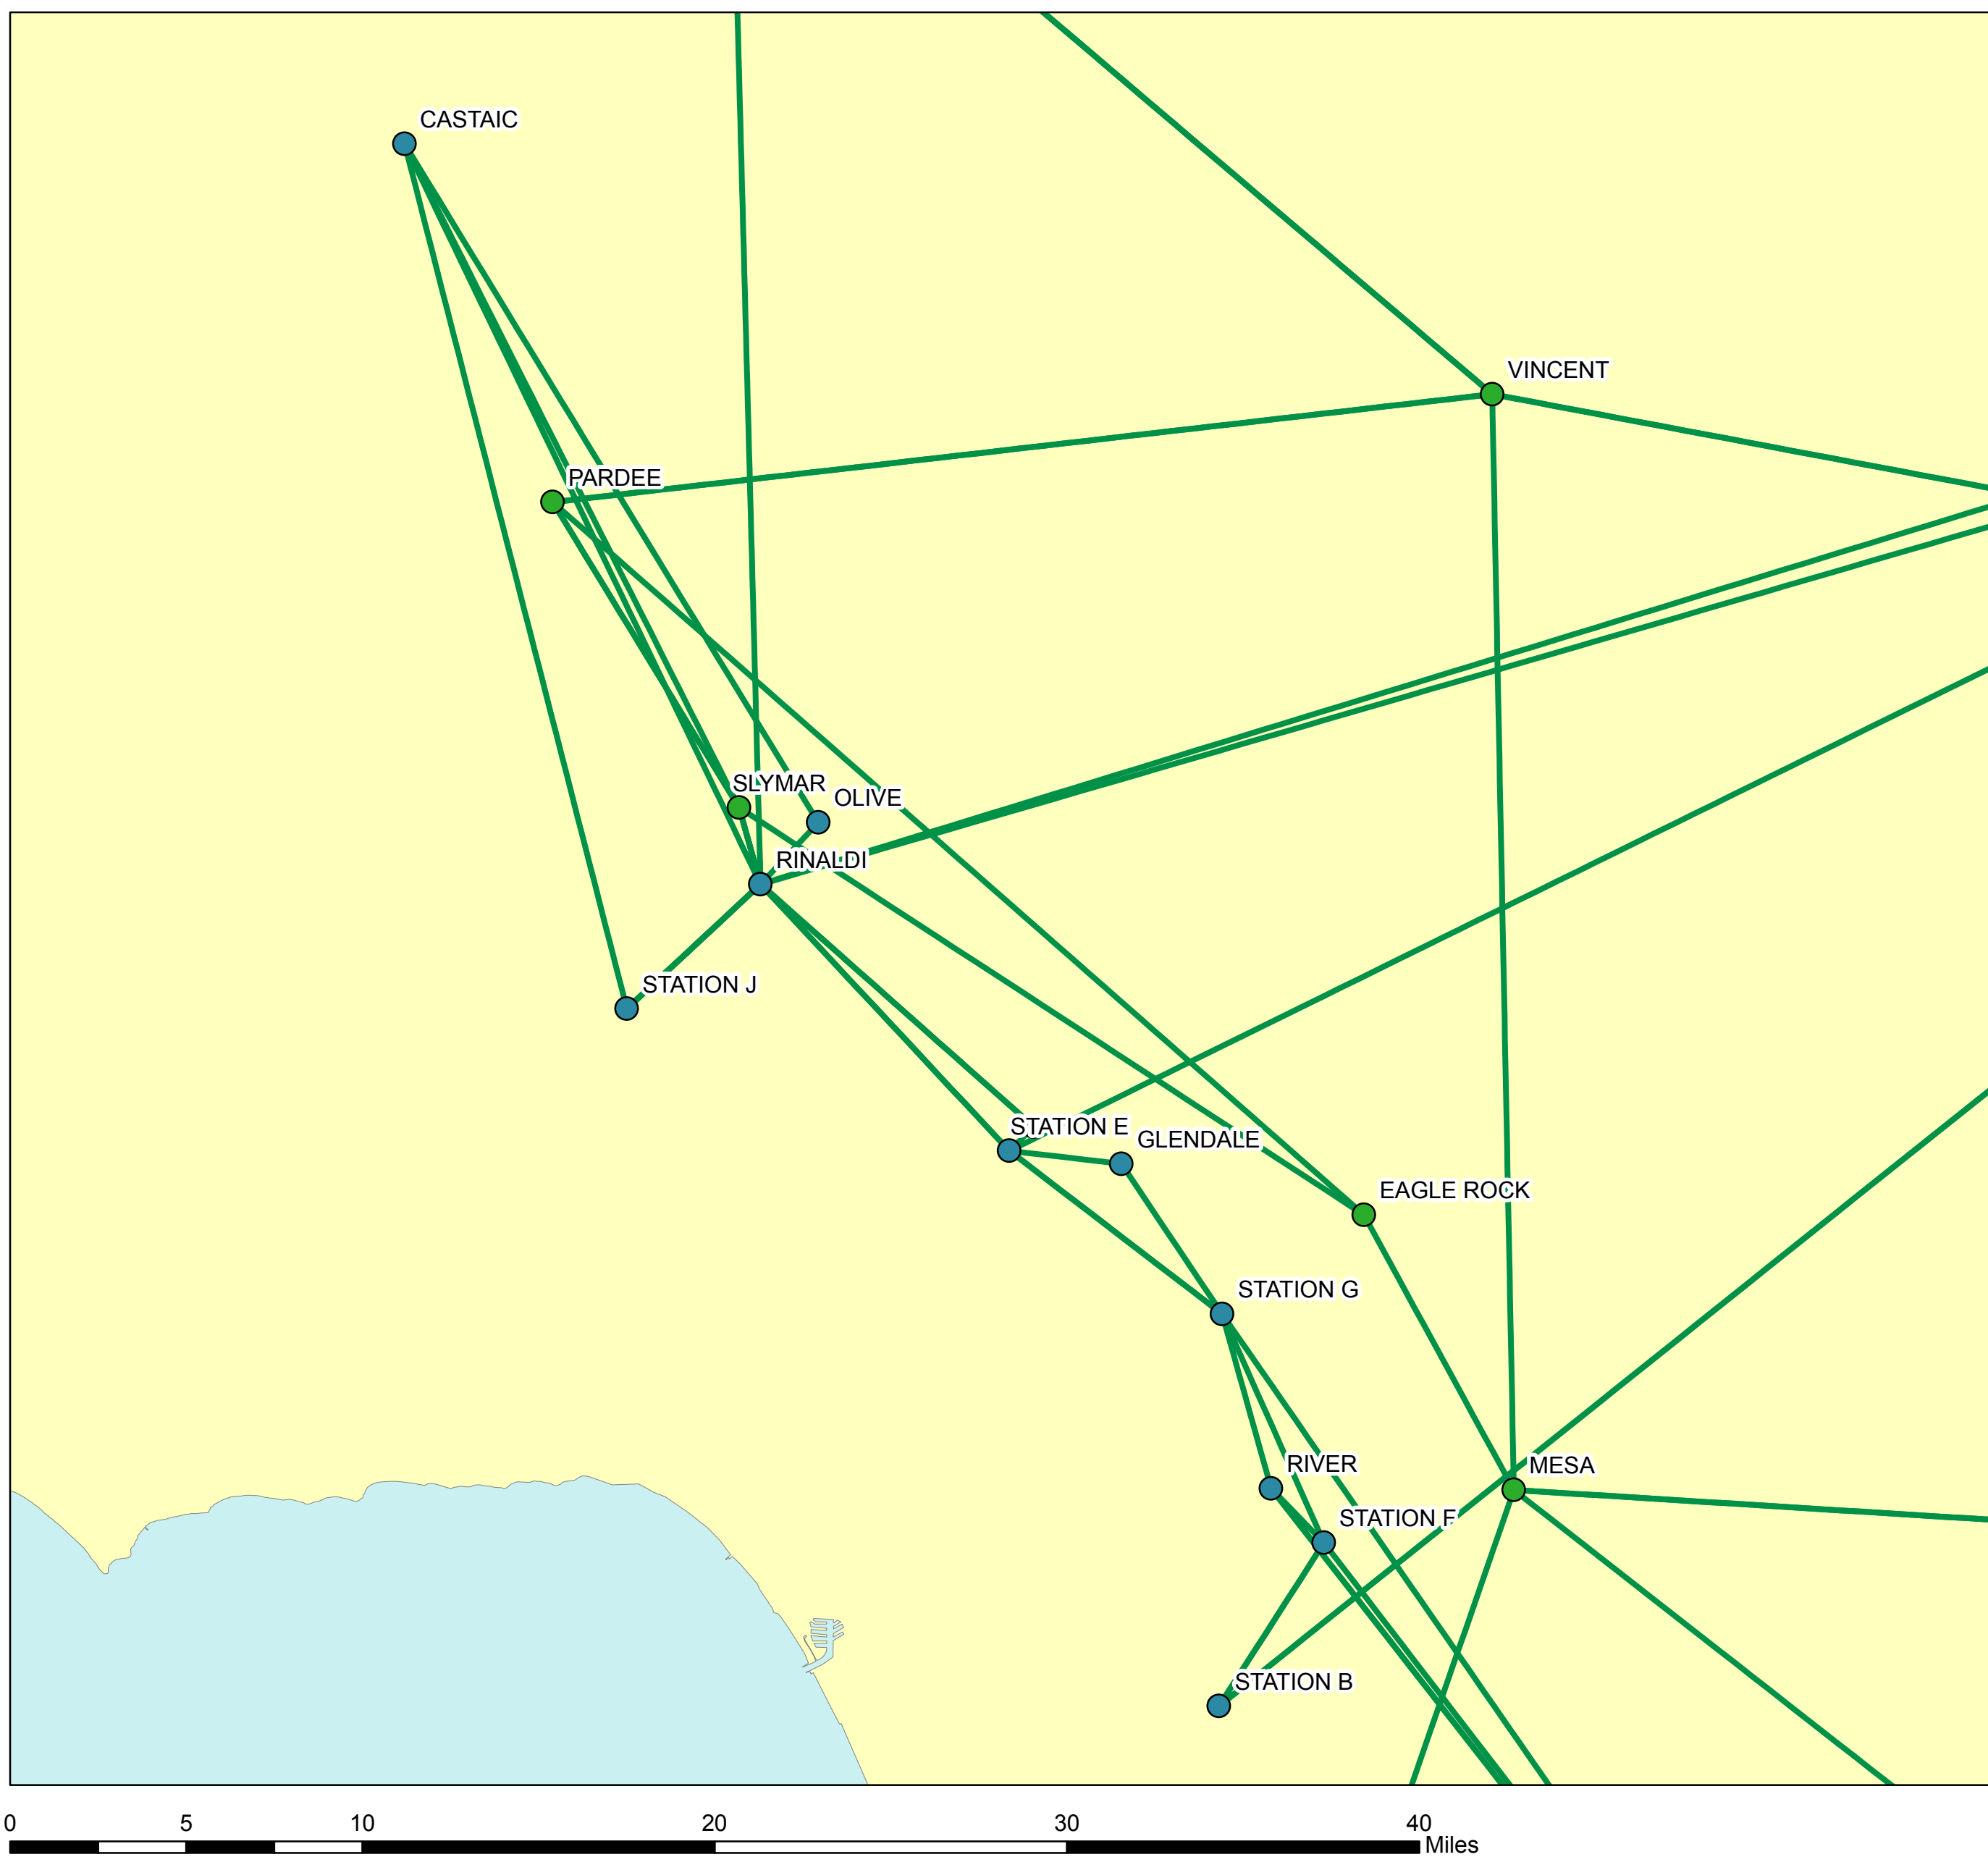 CASTAIC
VINCENT
PARDEE
SLYMAR
OLIVE
RINALDI
STATION J
STATION E
GLENDALE
EAGLE ROCK
STATION G
RIVER
MESA
STATION F
STATION B
0 5 10 20 30 40
Miles